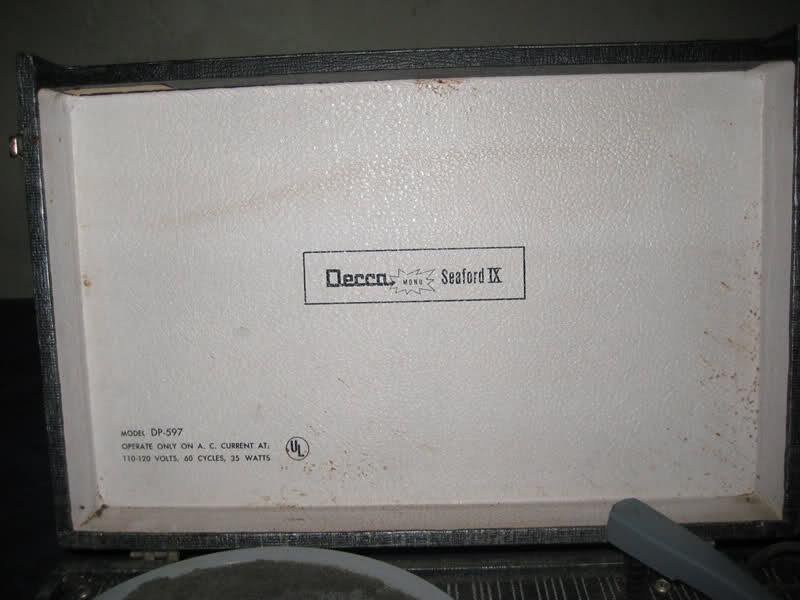 Decca MONO Seaford IX
MODEL DP-597
OPERATE ONLY ON A. C. CURRENT AT:
110-120 VOLTS, 60 CYCLES, 35 WATTS
UL